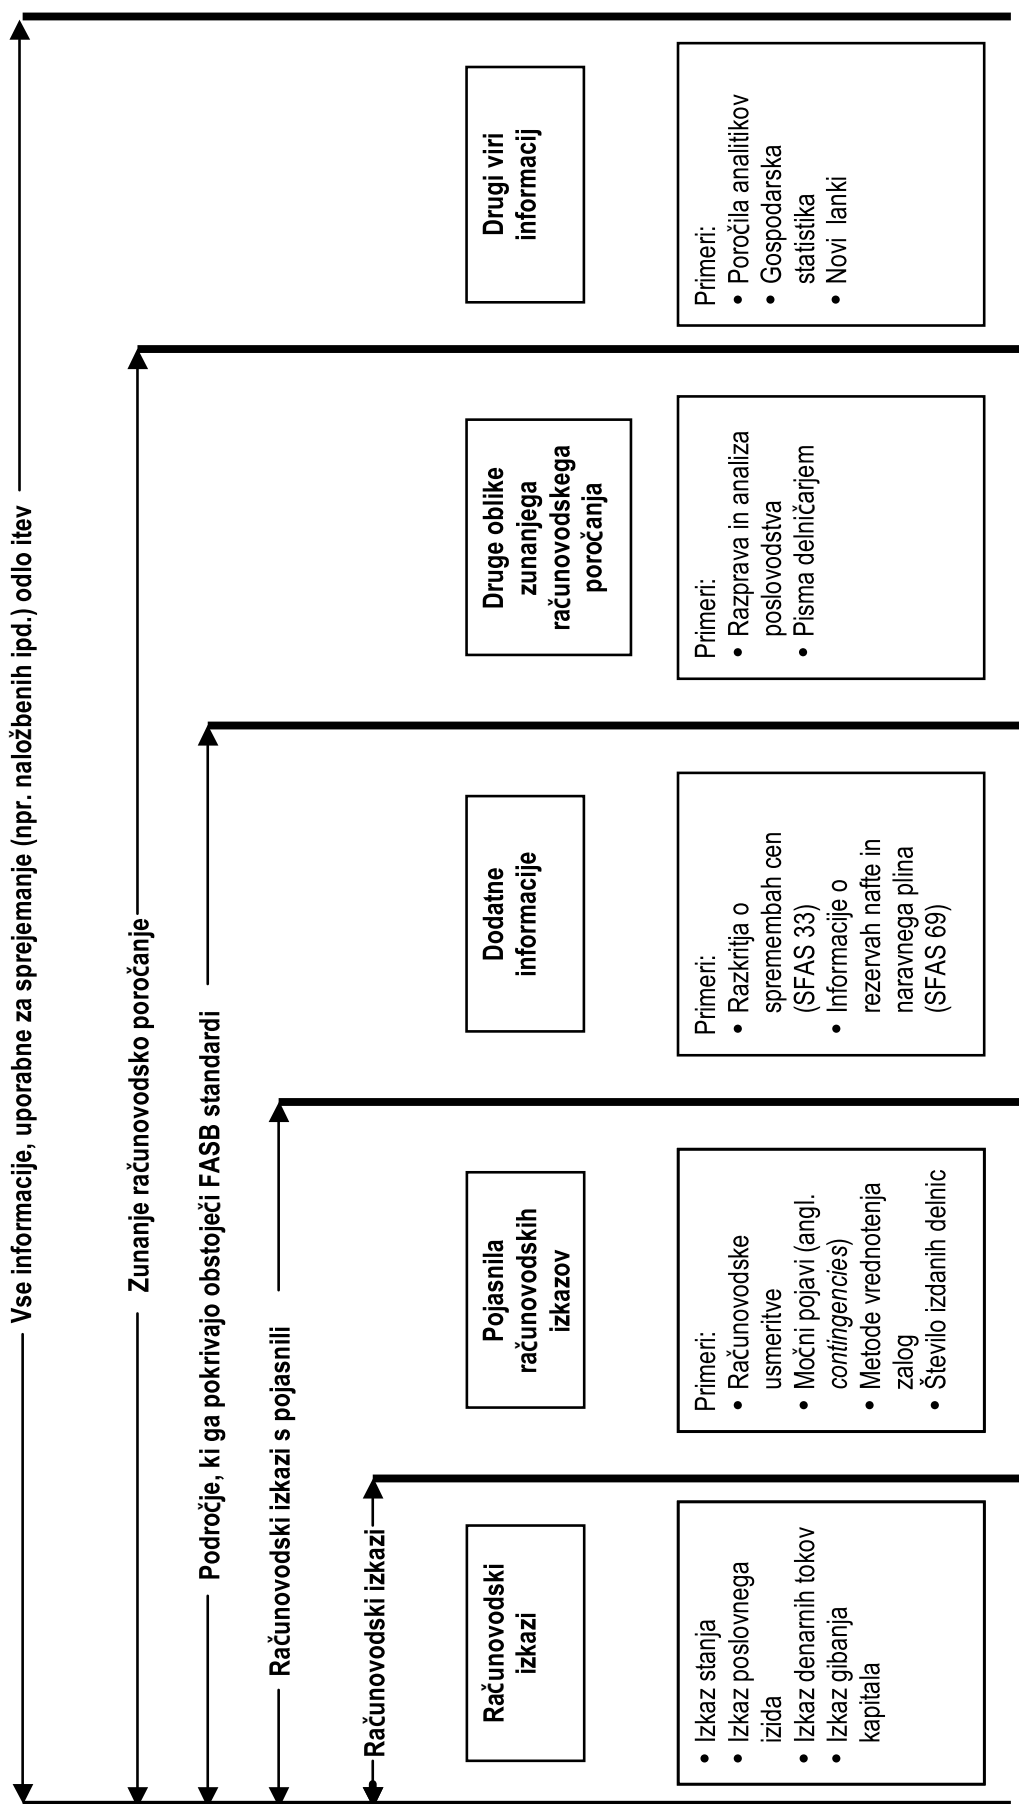 Vse informacije, uporabne za sprejemanje (npr. naložbenih ipd.) odlo itev
Zunanje računovodsko poročanje
Področje, ki ga pokrivajo obstoječi FASB standardi
Računovodski izkazi s pojasnili
Računovodski izkazi
Računovodski
izkazi
Pojasnila
računovodskih
izkazov
Dodatne
informacije
Druge oblike
zunanjega
računovodskega
poročanja
Drugi viri
informacij
• Izkaz stanja
• Izkaz poslovnega
izida
• Izkaz denarnih tokov
• Izkaz gibanja
kapitala
Primeri:
• Računovodske
usmeritve
• Močni pojavi (angl.
contingencies)
• Metode vrednotenja
zalog
• Število izdanih delnic
Primeri:
• Razkritja o
spremembah cen
(SFAS 33)
• Informacije o
rezervah nafte in
naravnega plina
(SFAS 69)
Primeri:
• Razprava in analiza
poslovodstva
• Pisma delničarjem
Primeri:
• Poročila analitikov
• Gospodarska
statistika
• Novi lanki